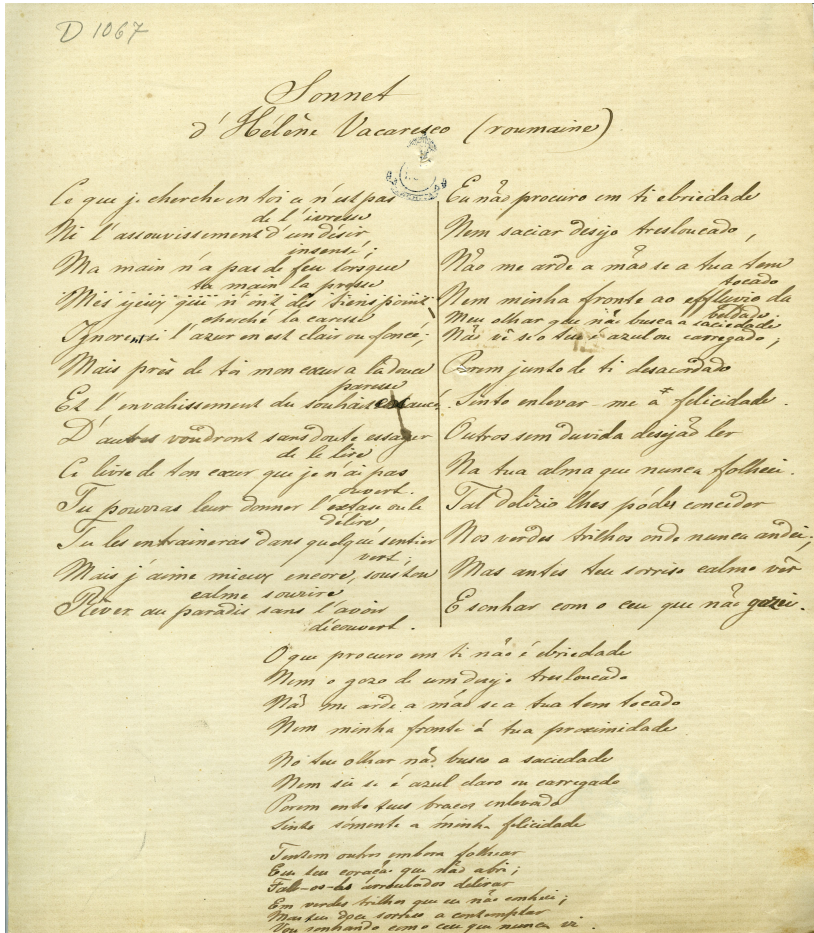 D 1067
Sonnet
d'Hélène Vacaresco (roumaine)
Ce que je cherche en toi ce n'est pas
de l'ivresse
Ni l'assouvissement d'un désir
insensé;
Ma main n'a pas de feu lorsque
ta main la presse
Mes yeux qui n'ont des tiens point
cherché la caresse
Ignorent si l'azur en est clair ou foncé;
Mais près de toi mon cœur a la douce
paresse
Et l'envahissement du souhait
D'autres voudront sans doute essayer
de le lire
Ce livre de ton cœur que je n'ai pas
ouvert.
Tu pourras leur donner l'extase ou le
délire
Tu les entraineras dans quelqué sentier
vert;
Mais j'aime mieux encore, sous ton
calme sourire
Rêver au paradis sans l'avoir
découvert.
Eu não procuro em ti ebriedade
Nem saciar desejo tresloucado,
Não me arde a mão se a tua têm
tocado
Nem minha fronte ao effluvio da
beldade
Meu olhar que não busca a saciedade
Não vê se o teu é azul ou carregado;
Porem junto de ti desacordado
Sinto enlevar-me á felicidade.
Outros sem duvida desejaõ ler
Na tua alma que nunca folheei.
Tal delirio lhes pódes conceder
Nos verdes trilhos onde nunca andei;
Mas antes teu sorriso calmo vêr
E sonhar com o ceu que não gozei.
O que procuro em ti não é ebriedade
Nem o gozo de um desejo tresloucado
Não me arde a mão se a tua tem tocado
Nem minha fronte á tua proximidade
No teu olhar não busco a saciedade
Nem sei se é azul claro ou carregado
Porem entre teus braços enlevado
Sinto sómente a minha felicidade
Tentem outros embora folhear
Em teu coração que não abri;
Fal-os-às arroubados delirar
Em verdes trilhos que eu não conheci;
Mas teu sorriso a contemplar
Vou sonhando como ceu que nunca vi.